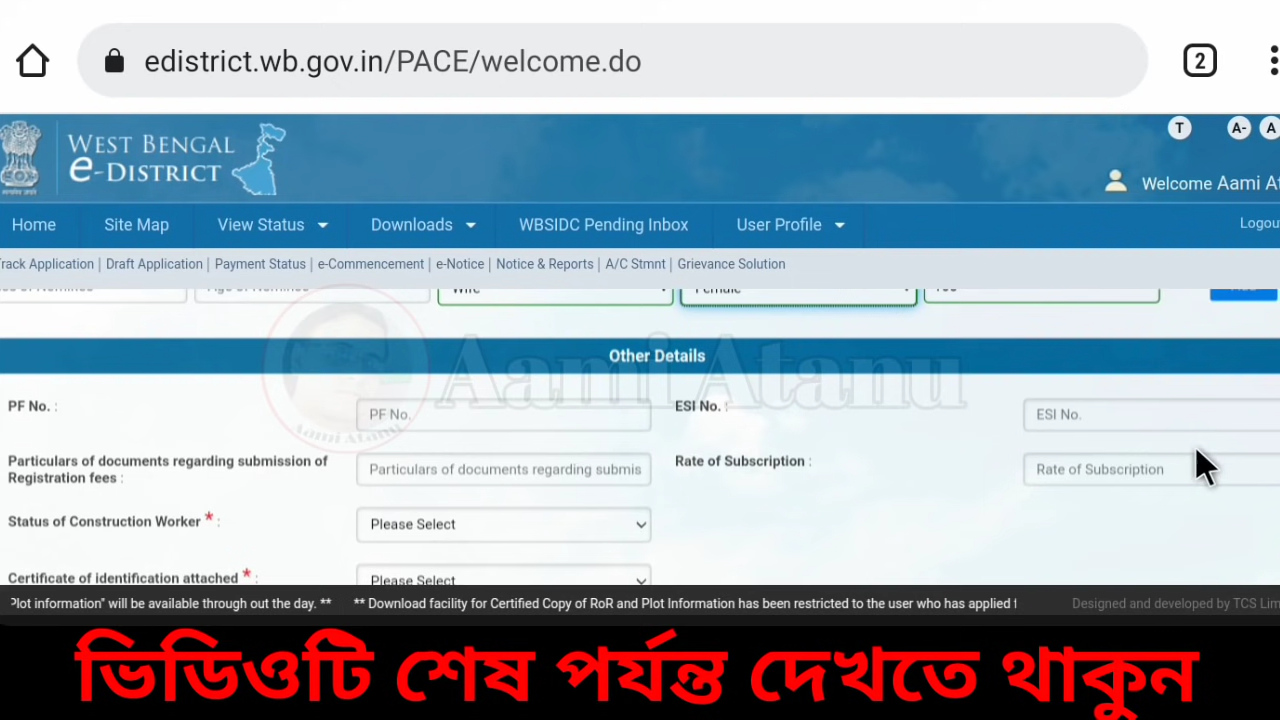 edistrict.wb.gov.in/PACE/welcome.do
2
WEST BENGAL
e-DISTRICT
T A- A
Welcome Aami At
Home Site Map View Status Downloads WBSIDC Pending Inbox User Profile Logou
rack Application | Draft Application | Payment Status | e-Commencement | e-Notice | Notice & Reports | A/C Stmnt | Grievance Solution
Wife Female
Other Details
Aami Atanu
Aami Atanu
PF No. : PF No. ESI No. : ESI No.
Particulars of documents regarding submission of
Registration fees : Particulars of documents regarding submis Rate of Subscription : Rate of Subscription
Status of Construction Worker * : Please Select
Certificate of identification attached * : Please Select
Plot information" will be available through out the day. ** ** Download facility for Certified Copy of RoR and Plot Information has been restricted to the user who has applied f Designed and developed by TCS Lim
ভিডিওটি শেষ পর্যন্ত দেখতে থাকুন